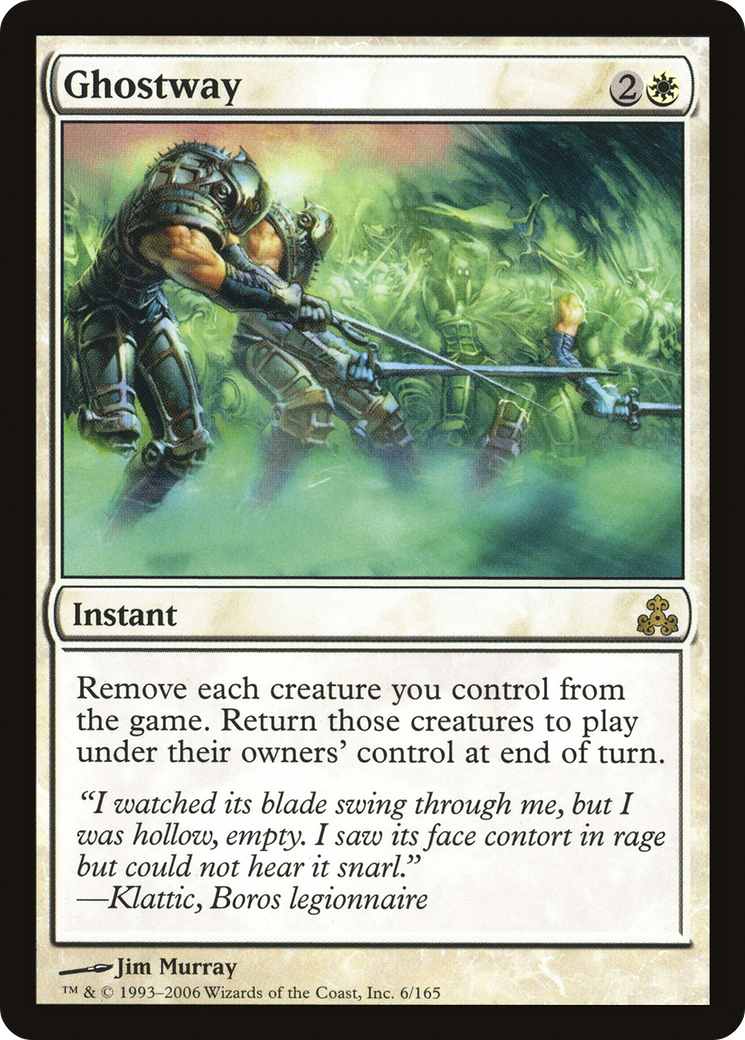 Ghostway 2
Instant
Remove each creature you control from
the game. Return those creatures to play
under their owners’ control at end of turn.
“I watched its blade swing through me, but I
was hollow, empty. I saw its face contort in rage
but could not hear it snarl.”
—Klattic, Boros legionnaire
Jim Murray
™ & © 1993–2006 Wizards of the Coast, Inc. 6/165